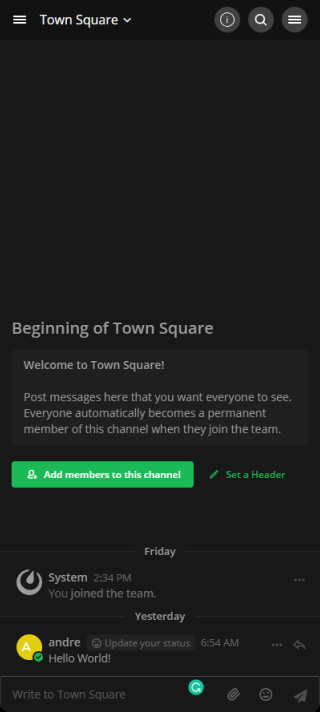 Town Square
Beginning of Town Square
Welcome to Town Square!
Post messages here that you want everyone to see.
Everyone automatically becomes a permanent
member of this channel when they join the team.
Add members to this channel
Set a Header
Friday
System 2:34 PM
You joined the team.
Yesterday
A
andre Update your status 6:54 AM
Hello World!
Write to Town Square